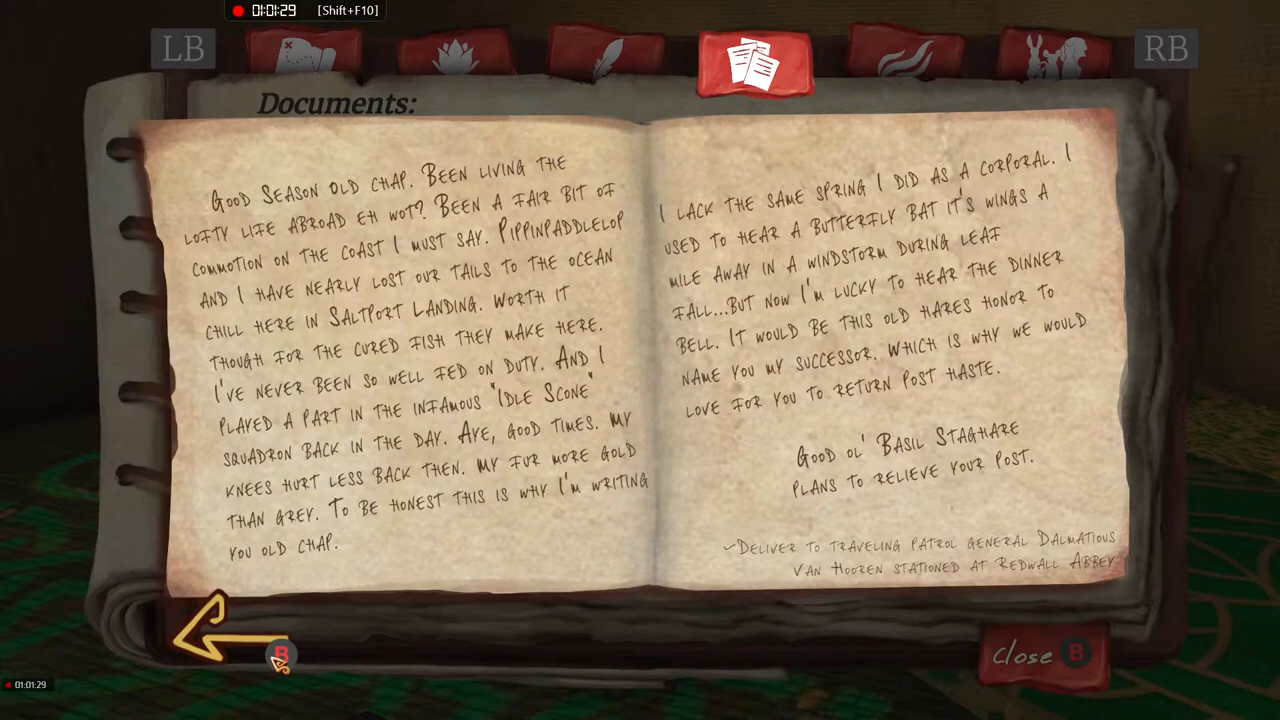 01:01:29 [Shift+F10]
LB
RB
Documents:
Good Season old chap. Been living the
lofty life abroad eh wot? Been a fair bit of
commotion on the coast I must say. Pippinpaddlelop
and I have nearly lost our tails to the ocean
chill here in Saltport Landing. Worth it
though for the cured fish they make here.
I've never been so well fed on duty. And I
played a part in the infamous "Idle Scone"
squadron back in the day. Aye, good times. My
knees hurt less back then. My fur more gold
than grey. To be honest this is why I'm writing
you old chap.
I lack the same spring I did as a corporal. I
used to hear a butterfly bat it's wings a
mile away in a windstorm during leaf
fall...but now I'm lucky to hear the dinner
bell. It would be this old hares honor to
name you my successor. Which is why we would
love for you to return post haste.
Good ol' Basil Staghare
plans to relieve your post.
~Deliver to traveling patrol general Dalmatious
Van Hooren stationed at Redwall Abbey
B
Close B
01:01:29